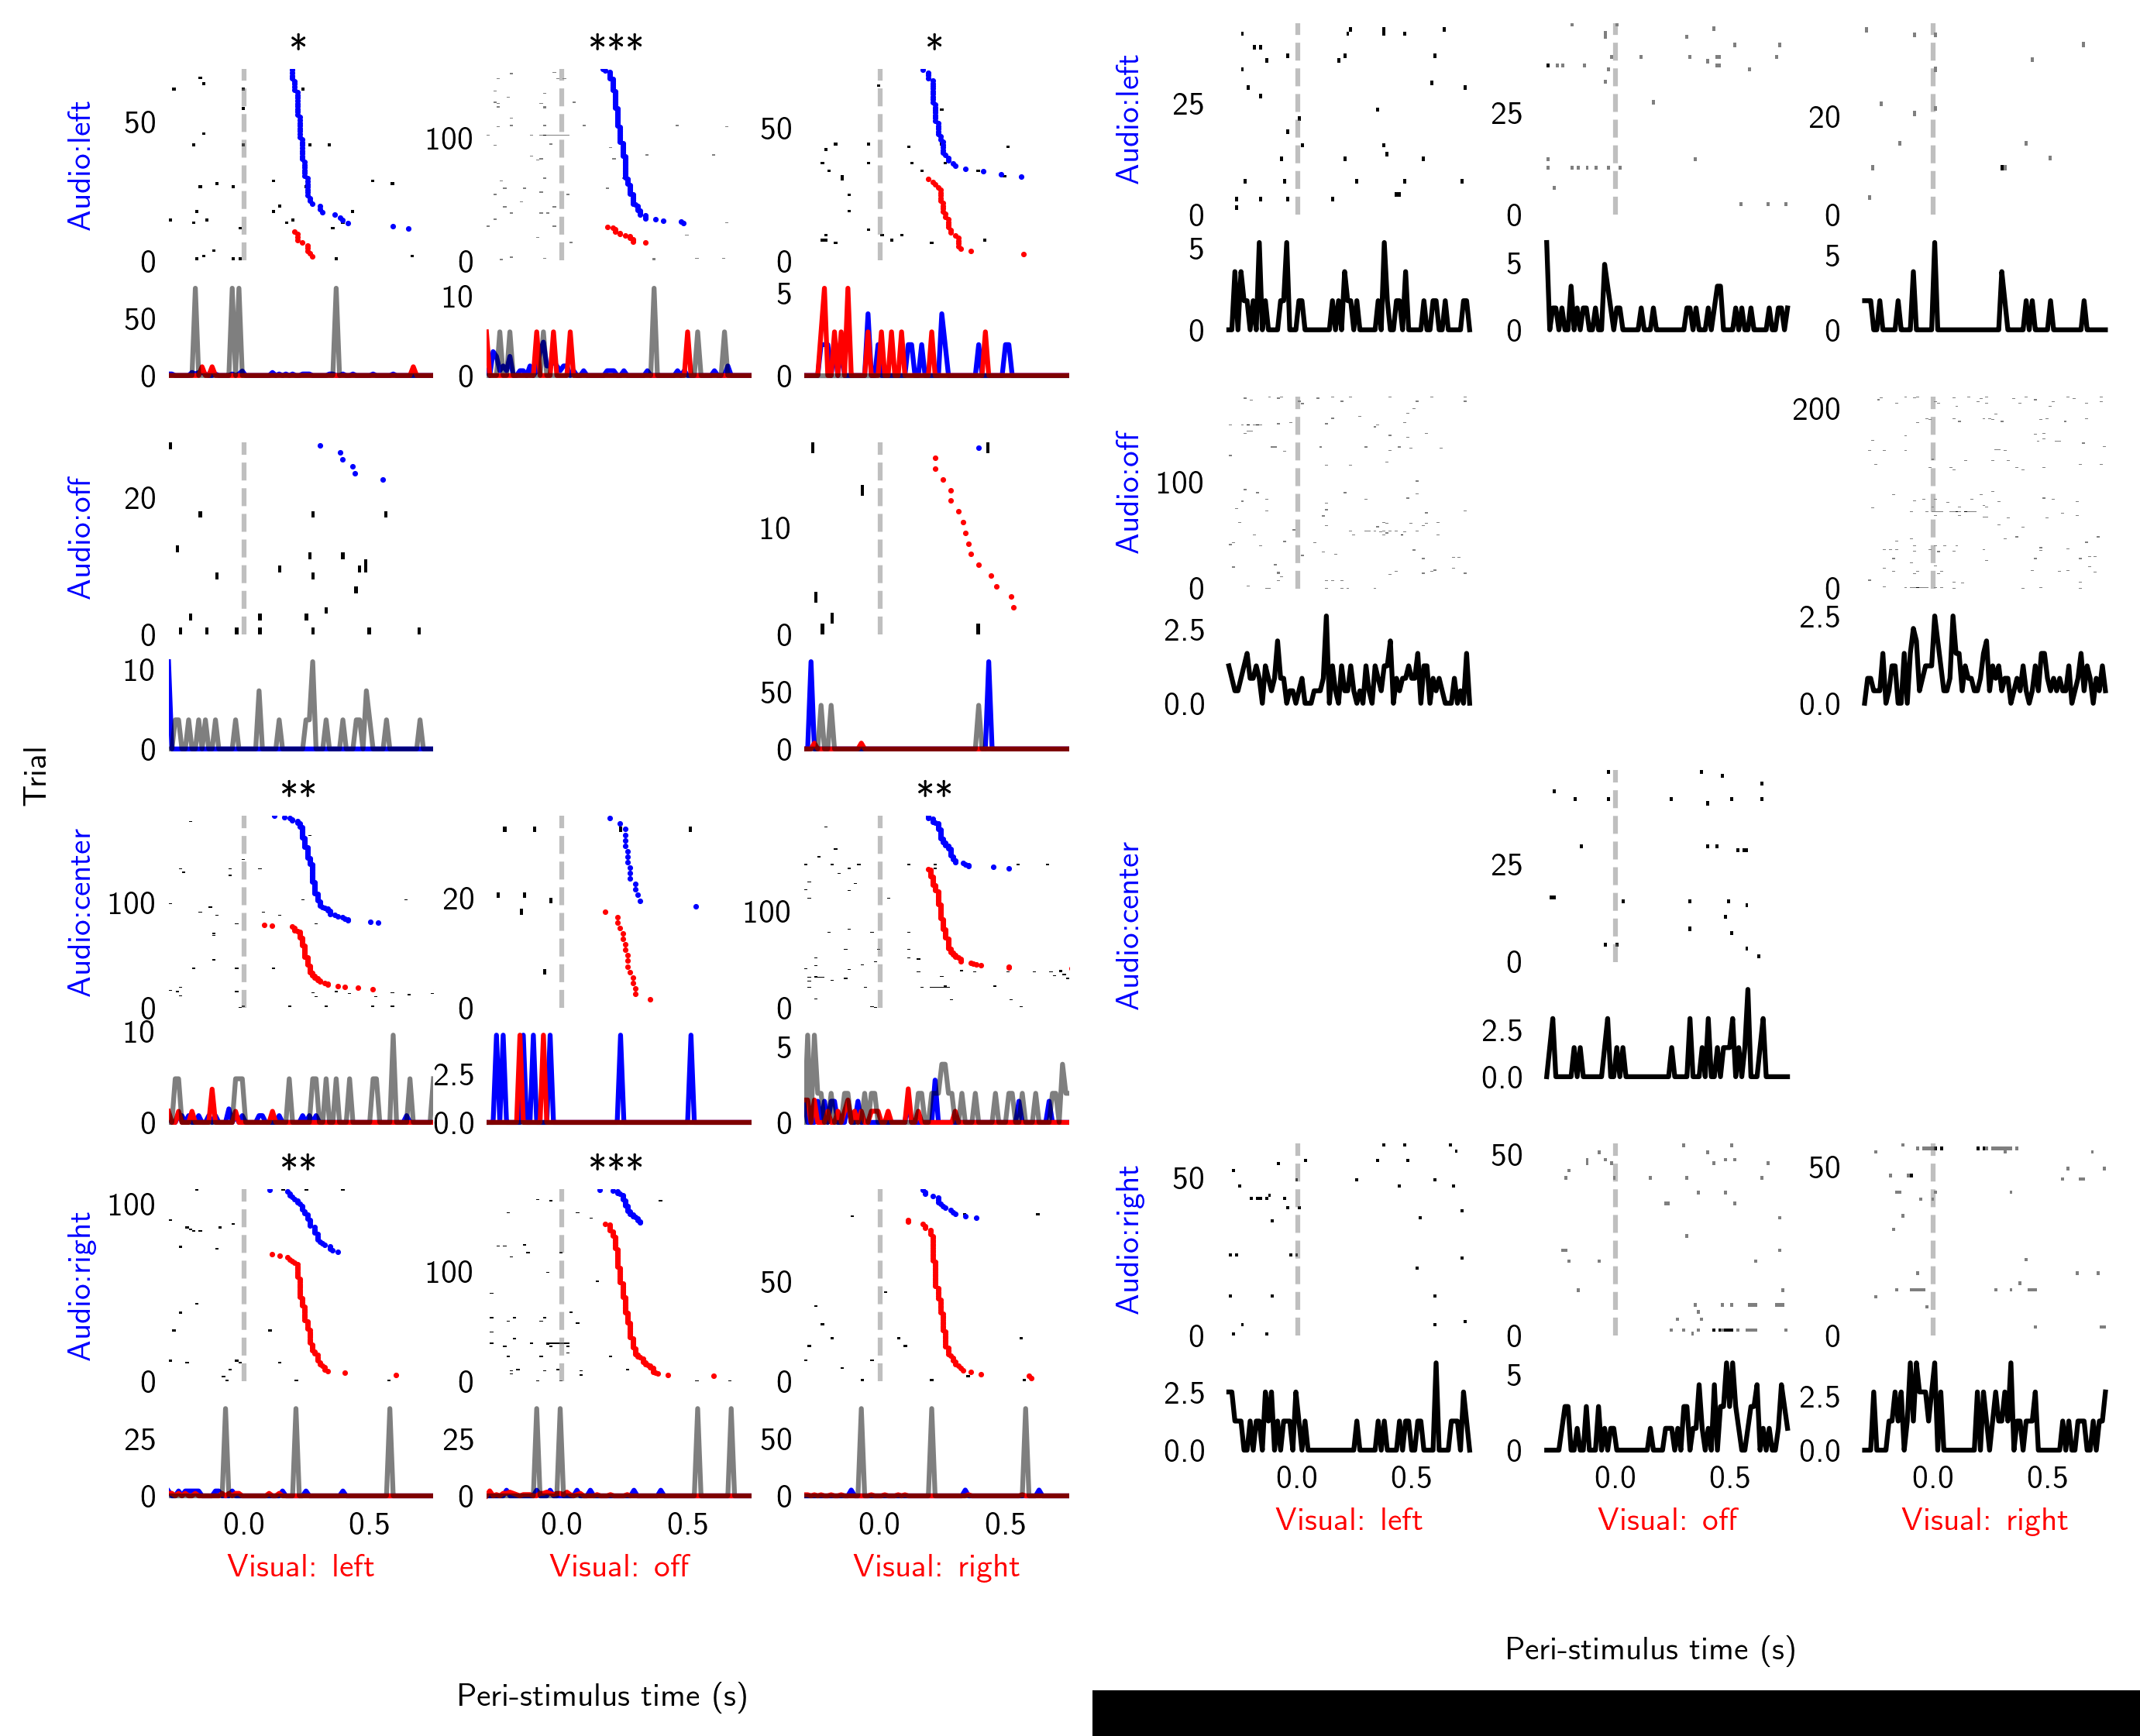 * *** *
Audio:left 50 0 100 0 50 0
50 0 10 0 5 0
Audio:off 20 0 10 0
10 0 50 0
** **
Audio:center 100 0 20 0 100 0
10 0 2.5 0.0 5 0
** ***
Audio:right 100 0 100 0 50 0
25 0 25 0 50 0
0.0 0.5 0.0 0.5 0.0 0.5
Visual: left Visual: off Visual: right
Trial
Peri-stimulus time (s)
Audio:left 25 0 25 0 20 0
5 0 5 0 5 0
Audio:off 100 0 200 0
2.5 0.0 2.5 0.0
Audio:center 25 0
2.5 0.0
Audio:right 50 0 50 0 50 0
2.5 0.0 5 0 2.5 0.0
0.0 0.5 0.0 0.5 0.0 0.5
Visual: left Visual: off Visual: right
Peri-stimulus time (s)